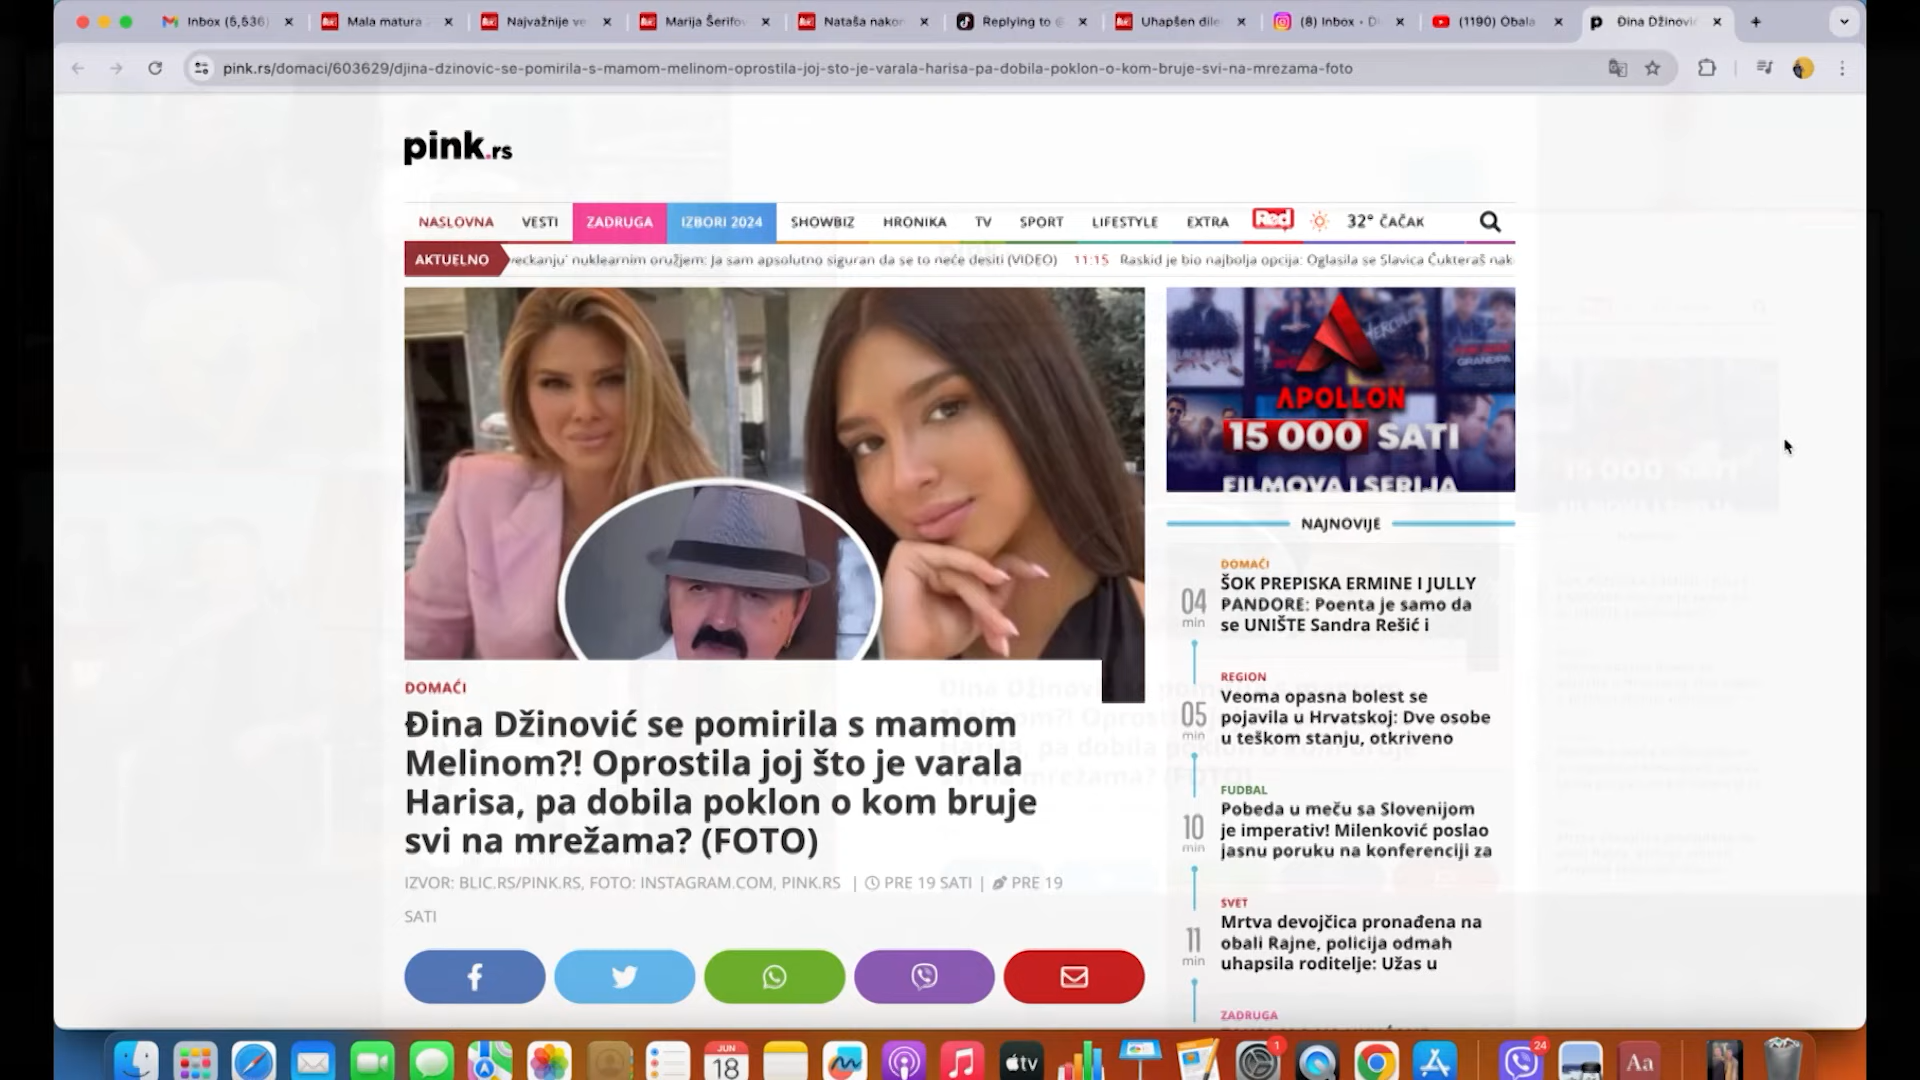 Inbox (5,536)
Mala matura
Najvažnije ve
Marija Šerifov
Nataša nakon
Replying to
Uhapšen dile
(8) Inbox • Di
(1190) Obala
Đina Džinović
pink.rs/domaci/603629/djina-dzinovic-se-pomirila-s-mamom-melinom-oprostila-joj-sto-je-varala-harisa-pa-dobila-poklon-o-kom-bruje-svi-na-mrezama-foto
pink.rs
NASLOVNA VESTI ZADRUGA IZBORI 2024 SHOWBIZ HRONIKA TV SPORT LIFESTYLE EXTRA Red 32° ČAČAK
AKTUELNO veckanju' nuklearnim oružjem: Ja sam apsolutno siguran da se to neće desiti (VIDEO) 11:15 Raskid je bio najbolja opcija: Oglasila se Slavica Ćukteraš nak
APOLLON
15 000 SATI
FILMOVA I SERIJA
DOMAĆI
Đina Džinović se pomirila s mamom
Melinom?! Oprostila joj što je varala
Harisa, pa dobila poklon o kom bruje
svi na mrežama? (FOTO)
IZVOR: BLIC.RS/PINK.RS, FOTO: INSTAGRAM.COM, PINK.RS | PRE 19 SATI | PRE 19
SATI
NAJNOVIJE
04
min
DOMAĆI
ŠOK PREPISKA ERMINE I JULLY
PANDORE: Poenta je samo da
se UNIŠTE Sandra Rešić i
05
min
REGION
Veoma opasna bolest se
pojavila u Hrvatskoj: Dve osobe
u teškom stanju, otkriveno
10
min
FUDBAL
Pobeda u meču sa Slovenijom
je imperativ! Milenković poslao
jasnu poruku na konferenciji za
11
min
SVET
Mrtva devojčica pronađena na
obali Rajne, policija odmah
uhapsila roditelje: Užas u
ZADRUGA
JUN
18
tv
1
24
Aa